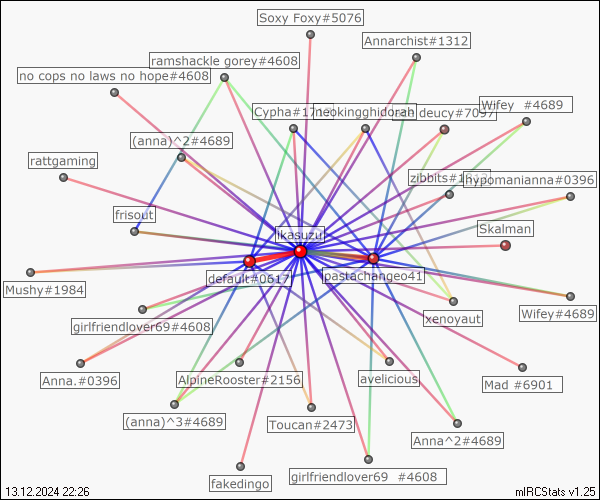 Soxy Foxy#5076
Annarchist#1312
ramshackle gorey#4608
no cops no laws no hope#4608
Cypha#17
neokingghidorah
deucy#7097
Wifey #4689
(anna)^2#4689
rattgaming
zibbits#1312
hypomanianna#0396
frisout
ikasuzu
Skalman
default#0617
pastachangeo41
Mushy#1984
xenoyaut
Wifey#4689
girlfriendlover69#4608
Anna.#0396
AlpineRooster#2156
avelicious
Mad #6901
(anna)^3#4689
Toucan#2473
Anna^2#4689
fakedingo
girlfriendlover69 #4608
13.12.2024 22:26
mIRCStats v1.25